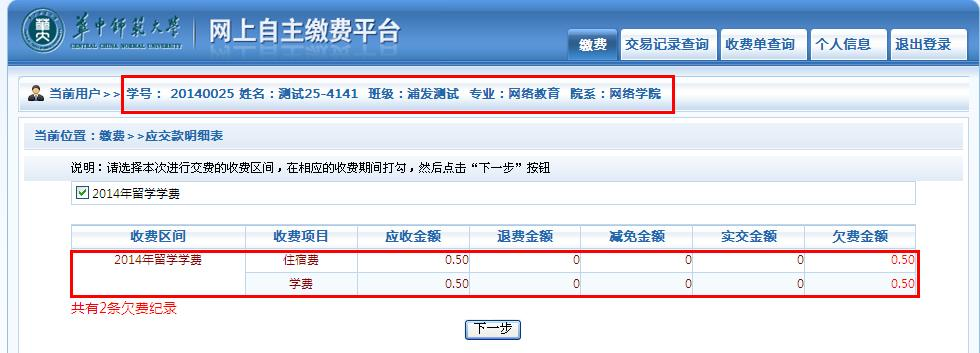 華中師範大學
CENTRAL CHINA NORMAL UNIVERSITY
网上自主缴费平台
缴费 交易记录查询 收费单查询 个人信息 退出登录
当前用户>> 学号： 20140025 姓名：测试25-4141 班级：浦发测试 专业：网络教育 院系：网络学院
当前位置：缴费>>应交款明细表
说明：请选择本次进行交费的收费区间，在相应的收费期间打勾，然后点击“下一步”按钮
2014年留学学费
收费区间 收费项目 应收金额 退费金额 减免金额 实交金额 欠费金额
2014年留学学费 住宿费 0.50 0 0 0 0.50
学费 0.50 0 0 0 0.50
共有2条欠费纪录
下一步